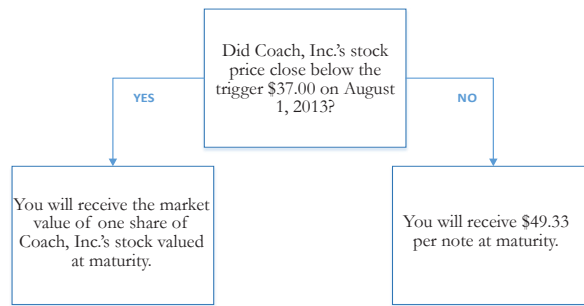 Did Coach, Inc.'s stock
price close below the
trigger $37.00 on August
1, 2013?
YES
NO
You will receive the market
value of one share of
Coach, Inc.'s stock valued
at maturity.
You will receive $49.33
per note at maturity.